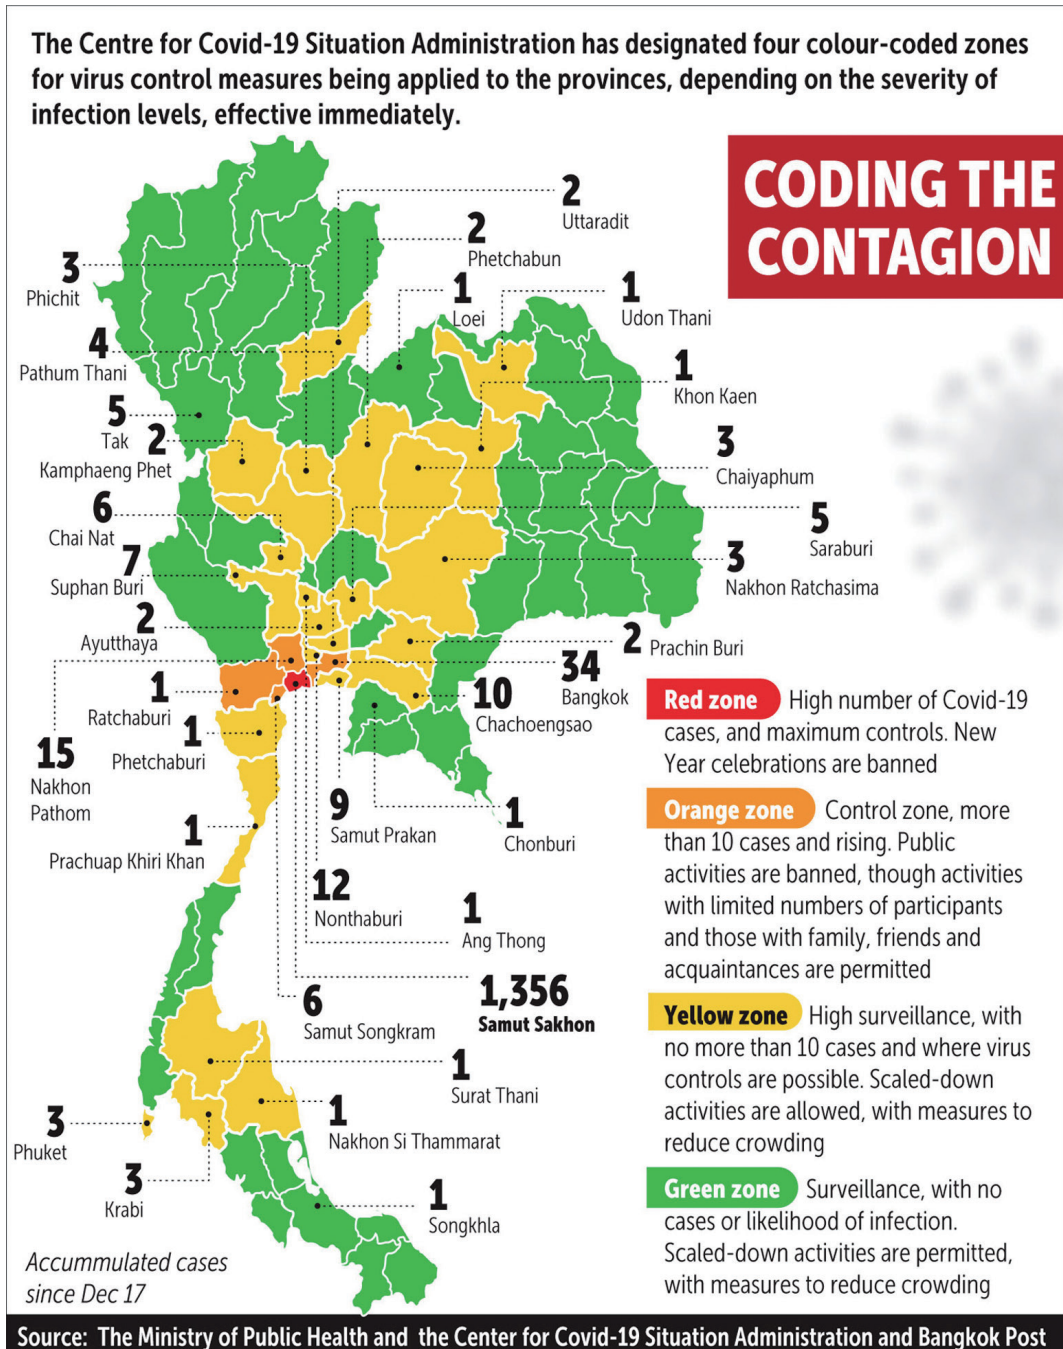 The Centre for Covid-19 Situation Administration has designated four colour-coded zones
for virus control measures being applied to the provinces, depending on the severity of
infection levels, effective immediately.
CODING THE
CONTAGION
2
Uttaradit
2
Phetchabun
3
Phichit
1
Loei
1
Udon Thani
4
Pathum Thani
1
Khon Kaen
5
Tak
2
Kamphaeng Phet
3
Chaiyaphum
6
Chai Nat
5
Saraburi
7
Suphan Buri
3
Nakhon Ratchasima
2
Ayutthaya
2 Prachin Buri
34
Bangkok
1
Ratchaburi
10
Chachoengsao
1
Phetchaburi
15
Nakhon
Pathom
9
Samut Prakan
1
Chonburi
1
Prachuap Khiri Khan
12
Nonthaburi
1
Ang Thong
6
Samut Songkram
1,356
Samut Sakhon
1
Surat Thani
1
Nakhon Si Thammarat
3
Phuket
3
Krabi
1
Songkhla
Red zone High number of Covid-19
cases, and maximum controls. New
Year celebrations are banned
Orange zone Control zone, more
than 10 cases and rising. Public
activities are banned, though activities
with limited numbers of participants
and those with family, friends and
acquaintances are permitted
Yellow zone High surveillance, with
no more than 10 cases and where virus
controls are possible. Scaled-down
activities are allowed, with measures to
reduce crowding
Green zone Surveillance, with no
cases or likelihood of infection.
Scaled-down activities are permitted,
with measures to reduce crowding
Accummulated cases
since Dec 17
Source: The Ministry of Public Health and the Center for Covid-19 Situation Administration and Bangkok Post